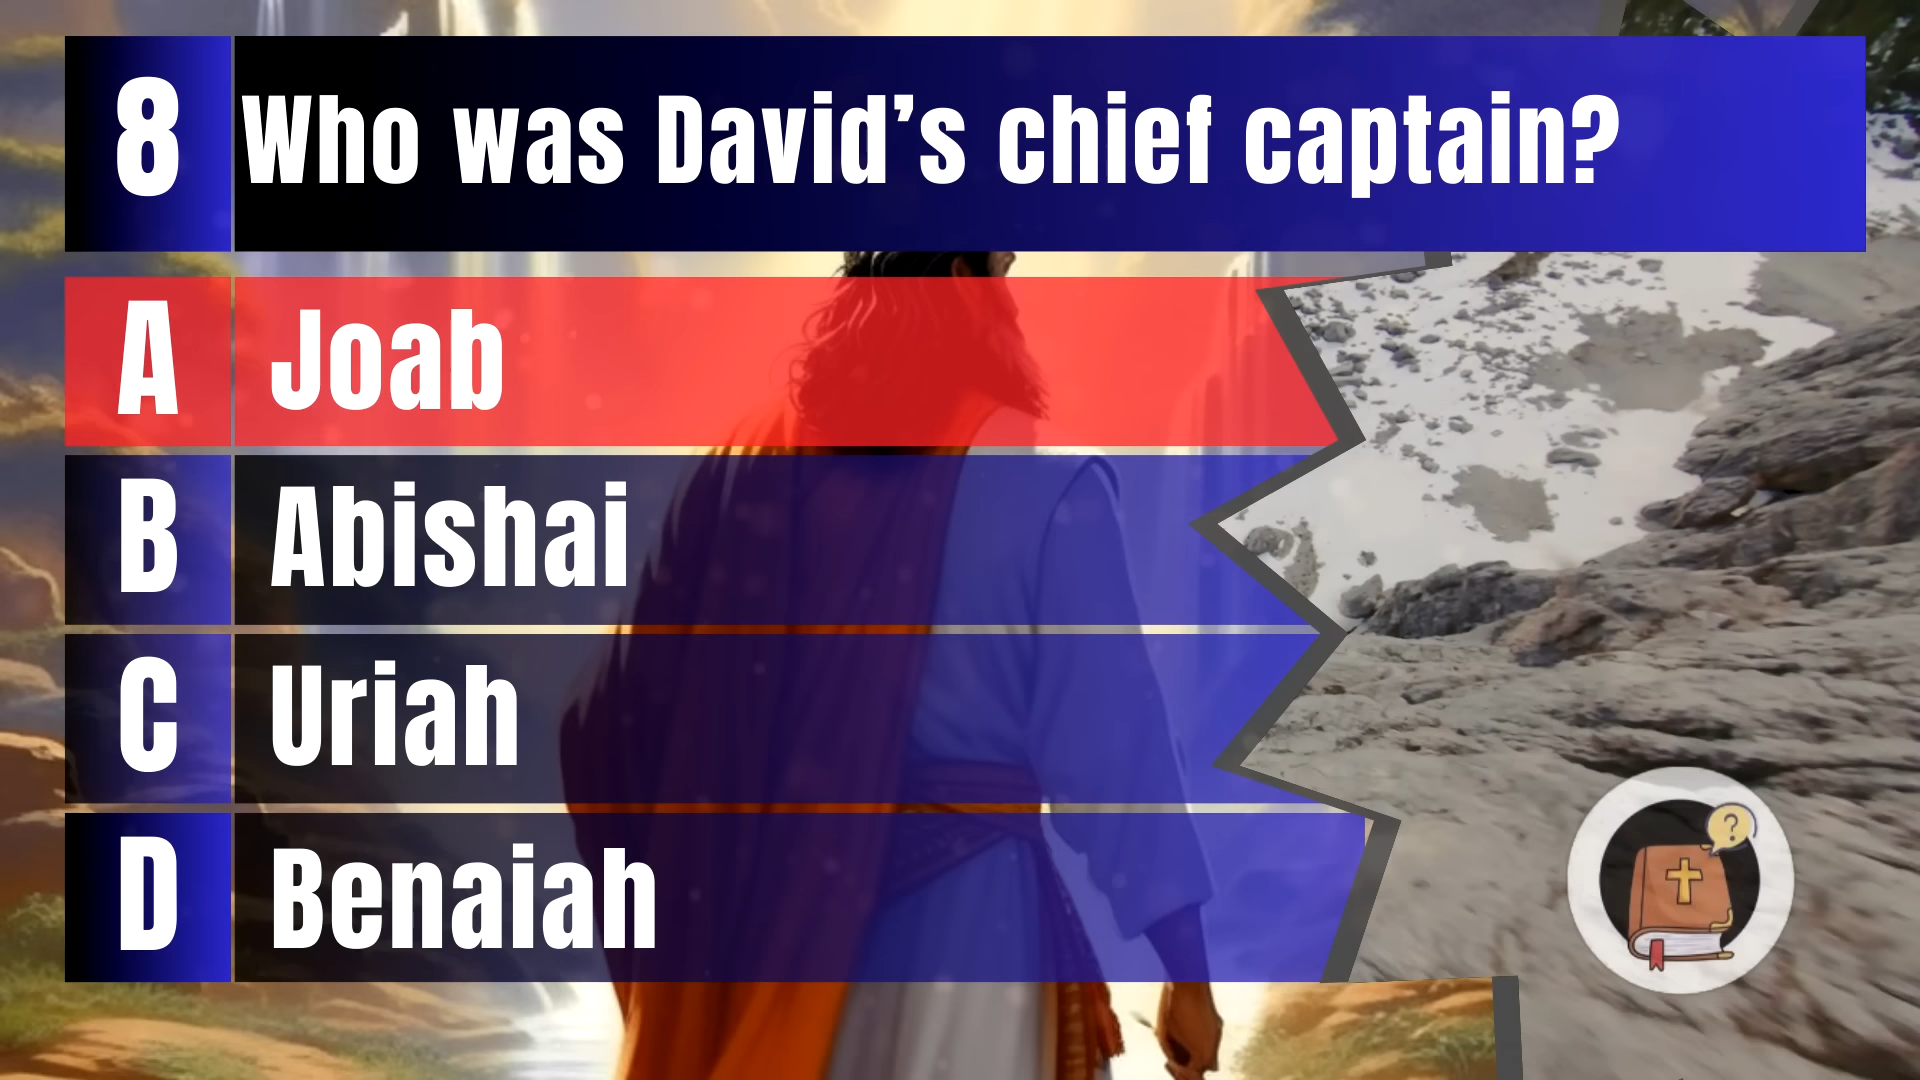 8 Who was David’s chief captain?
A Joab
B Abishai
C Uriah
D Benaiah
?